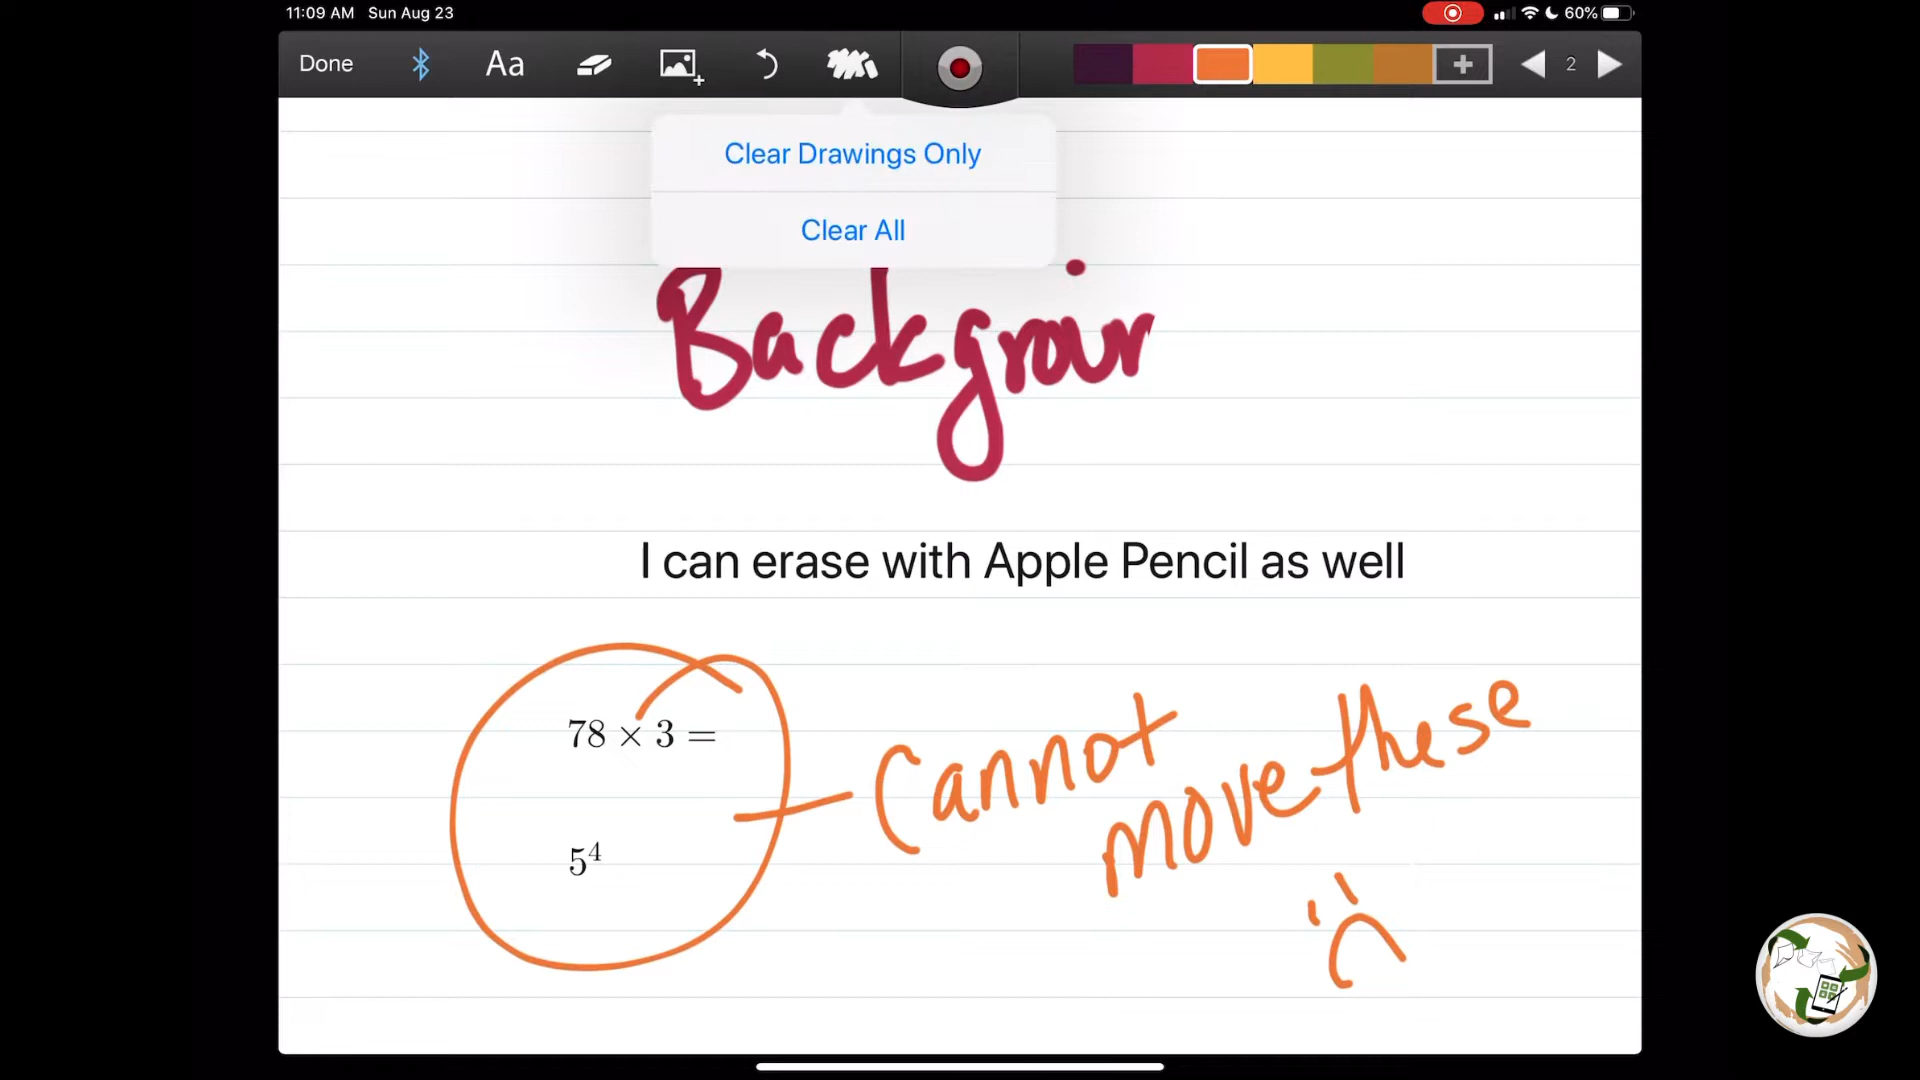 11:09 AM Sun Aug 23 60%
Done Aa 2
Clear Drawings Only
Clear All
Backgroir
I can erase with Apple Pencil as well
78 × 3 =
5⁴
Cannot
move these